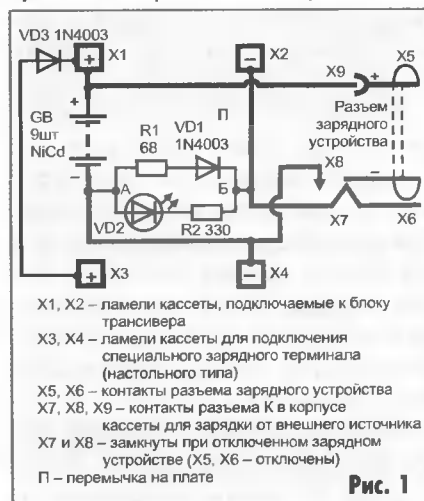 VD3 1N4003
+
X1
–
X2
X5
X9
+
+
GB
9шт
NiCd
–
R1
68
VD1
1N4003
П
Разъем
зарядного
устройства
X8
А
Б
–
VD2
R2 330
X7
X6
+
X3
–
X4
X1, X2 – ламели кассеты, подключаемые к блоку
трансивера
X3, X4 – ламели кассеты для подключения
специального зарядного терминала
(настольного типа)
X5, X6 – контакты разъема зарядного устройства
X7, X8, X9 – контакты разъема К в корпусе
кассеты для зарядки от внешнего источника
X7 и X8 – замкнуты при отключенном зарядном
устройстве (X5, X6 – отключены)
П – перемычка на плате
Рис. 1